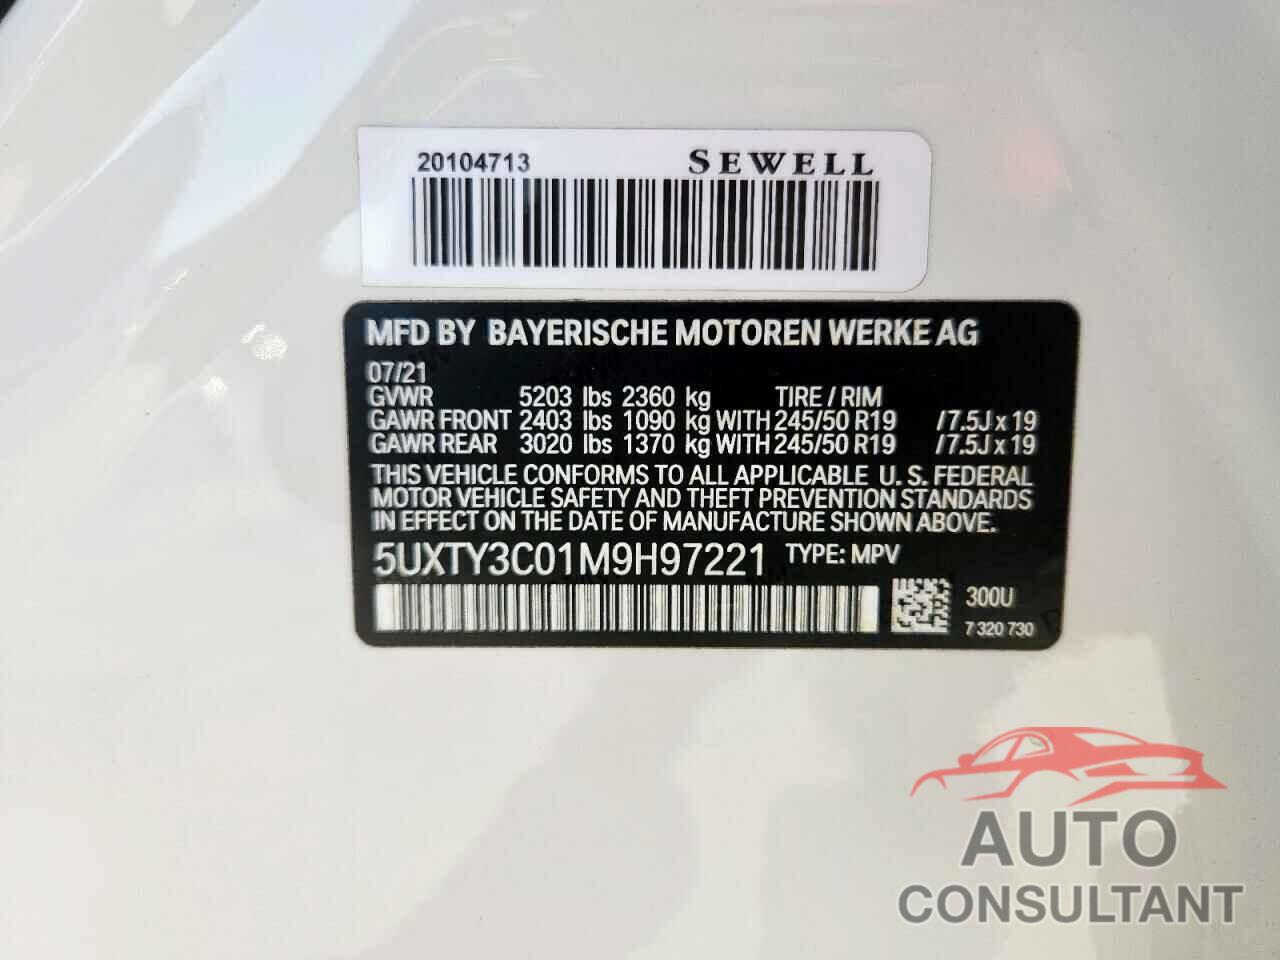 20104713 SEWELL
MFD BY BAYERISCHE MOTOREN WERKE AG
07/21
GVWR 5203 lbs 2360 kg TIRE / RIM
GAWR FRONT 2403 lbs 1090 kg WITH 245/50 R19 /7.5J x 19
GAWR REAR 3020 lbs 1370 kg WITH 245/50 R19 /7.5J x 19
THIS VEHICLE CONFORMS TO ALL APPLICABLE U. S. FEDERAL
MOTOR VEHICLE SAFETY AND THEFT PREVENTION STANDARDS
IN EFFECT ON THE DATE OF MANUFACTURE SHOWN ABOVE.
5UXTY3C01M9H97221 TYPE: MPV
300U
7 320 730
AUTO
CONSULTANT